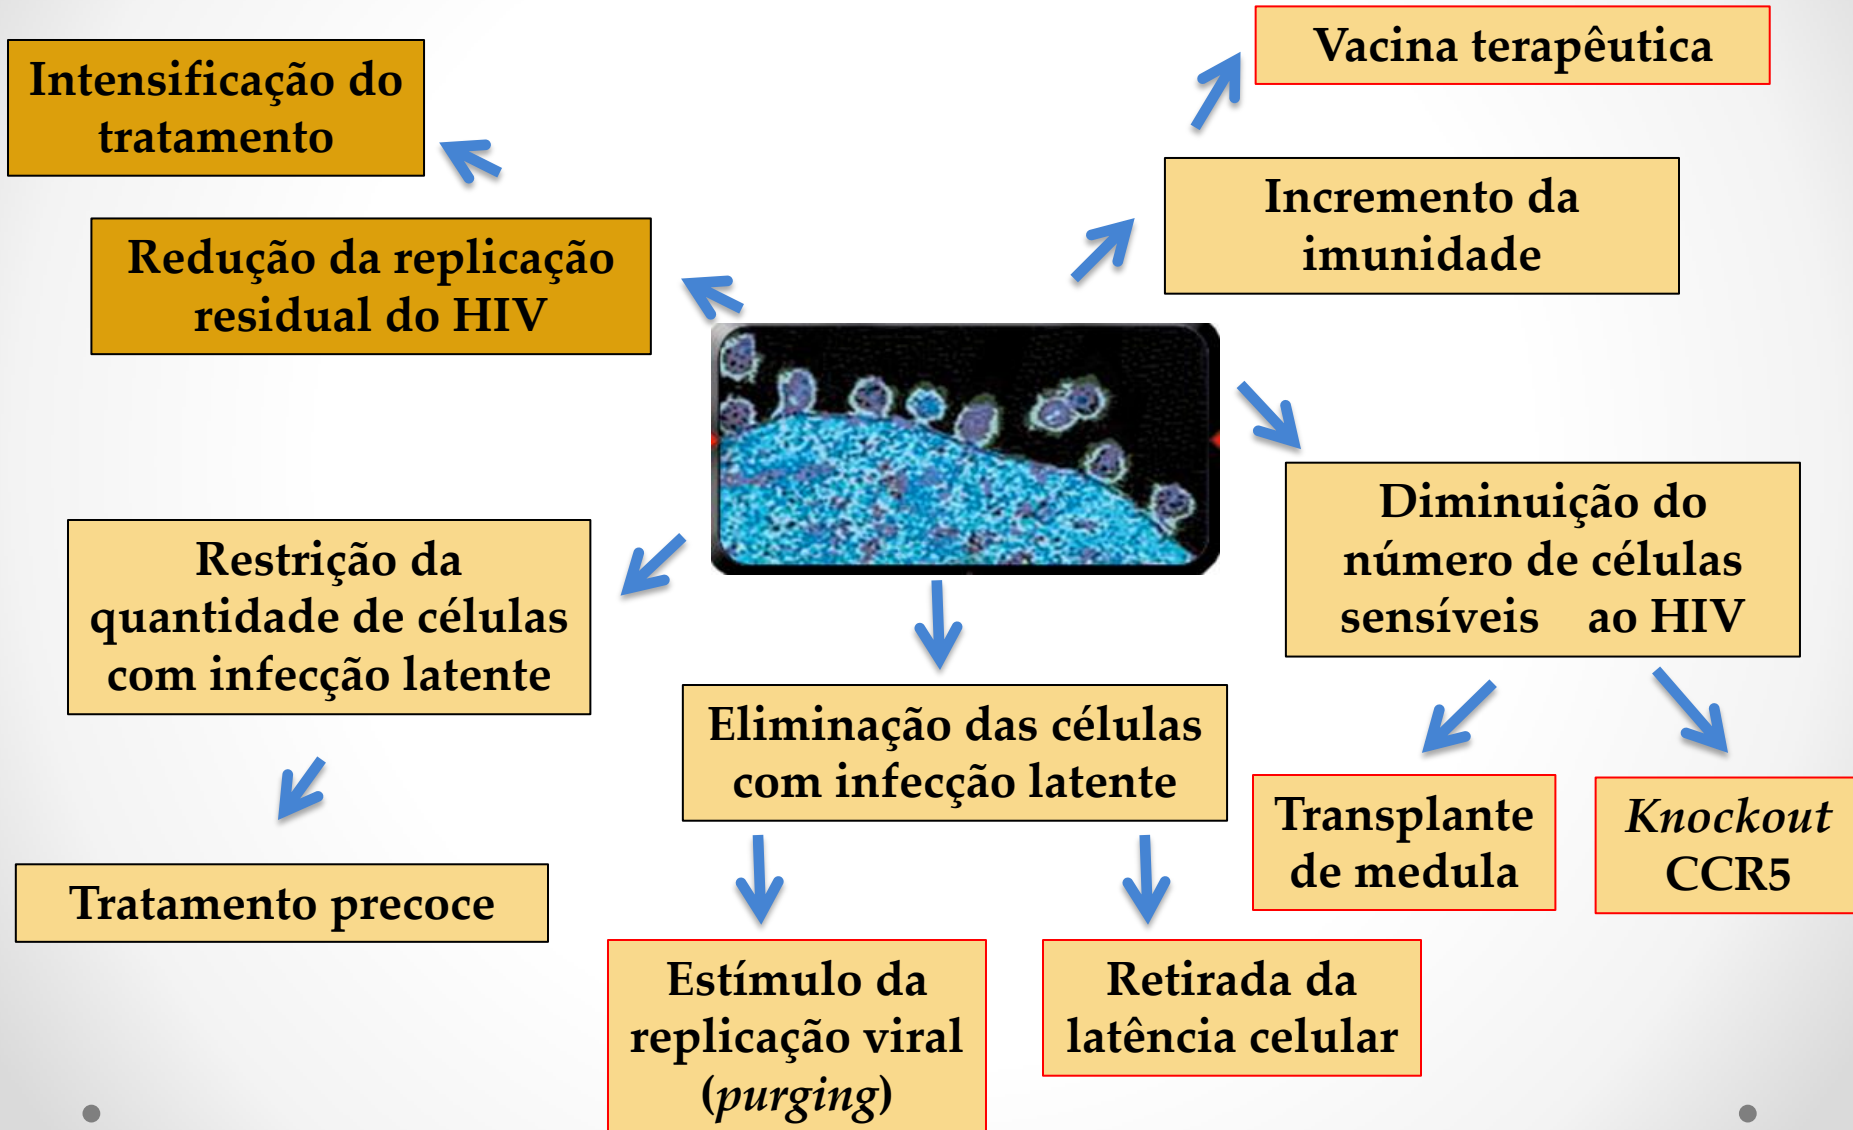 Intensificação do
tratamento
Vacina terapêutica
Incremento da
imunidade
Redução da replicação
residual do HIV
Diminuição do
número de células
sensíveis ao HIV
Restrição da
quantidade de células
com infecção latente
Eliminação das células
com infecção latente
Transplante
de medula
Knockout
CCR5
Tratamento precoce
Estímulo da
replicação viral
(purging)
Retirada da
latência celular